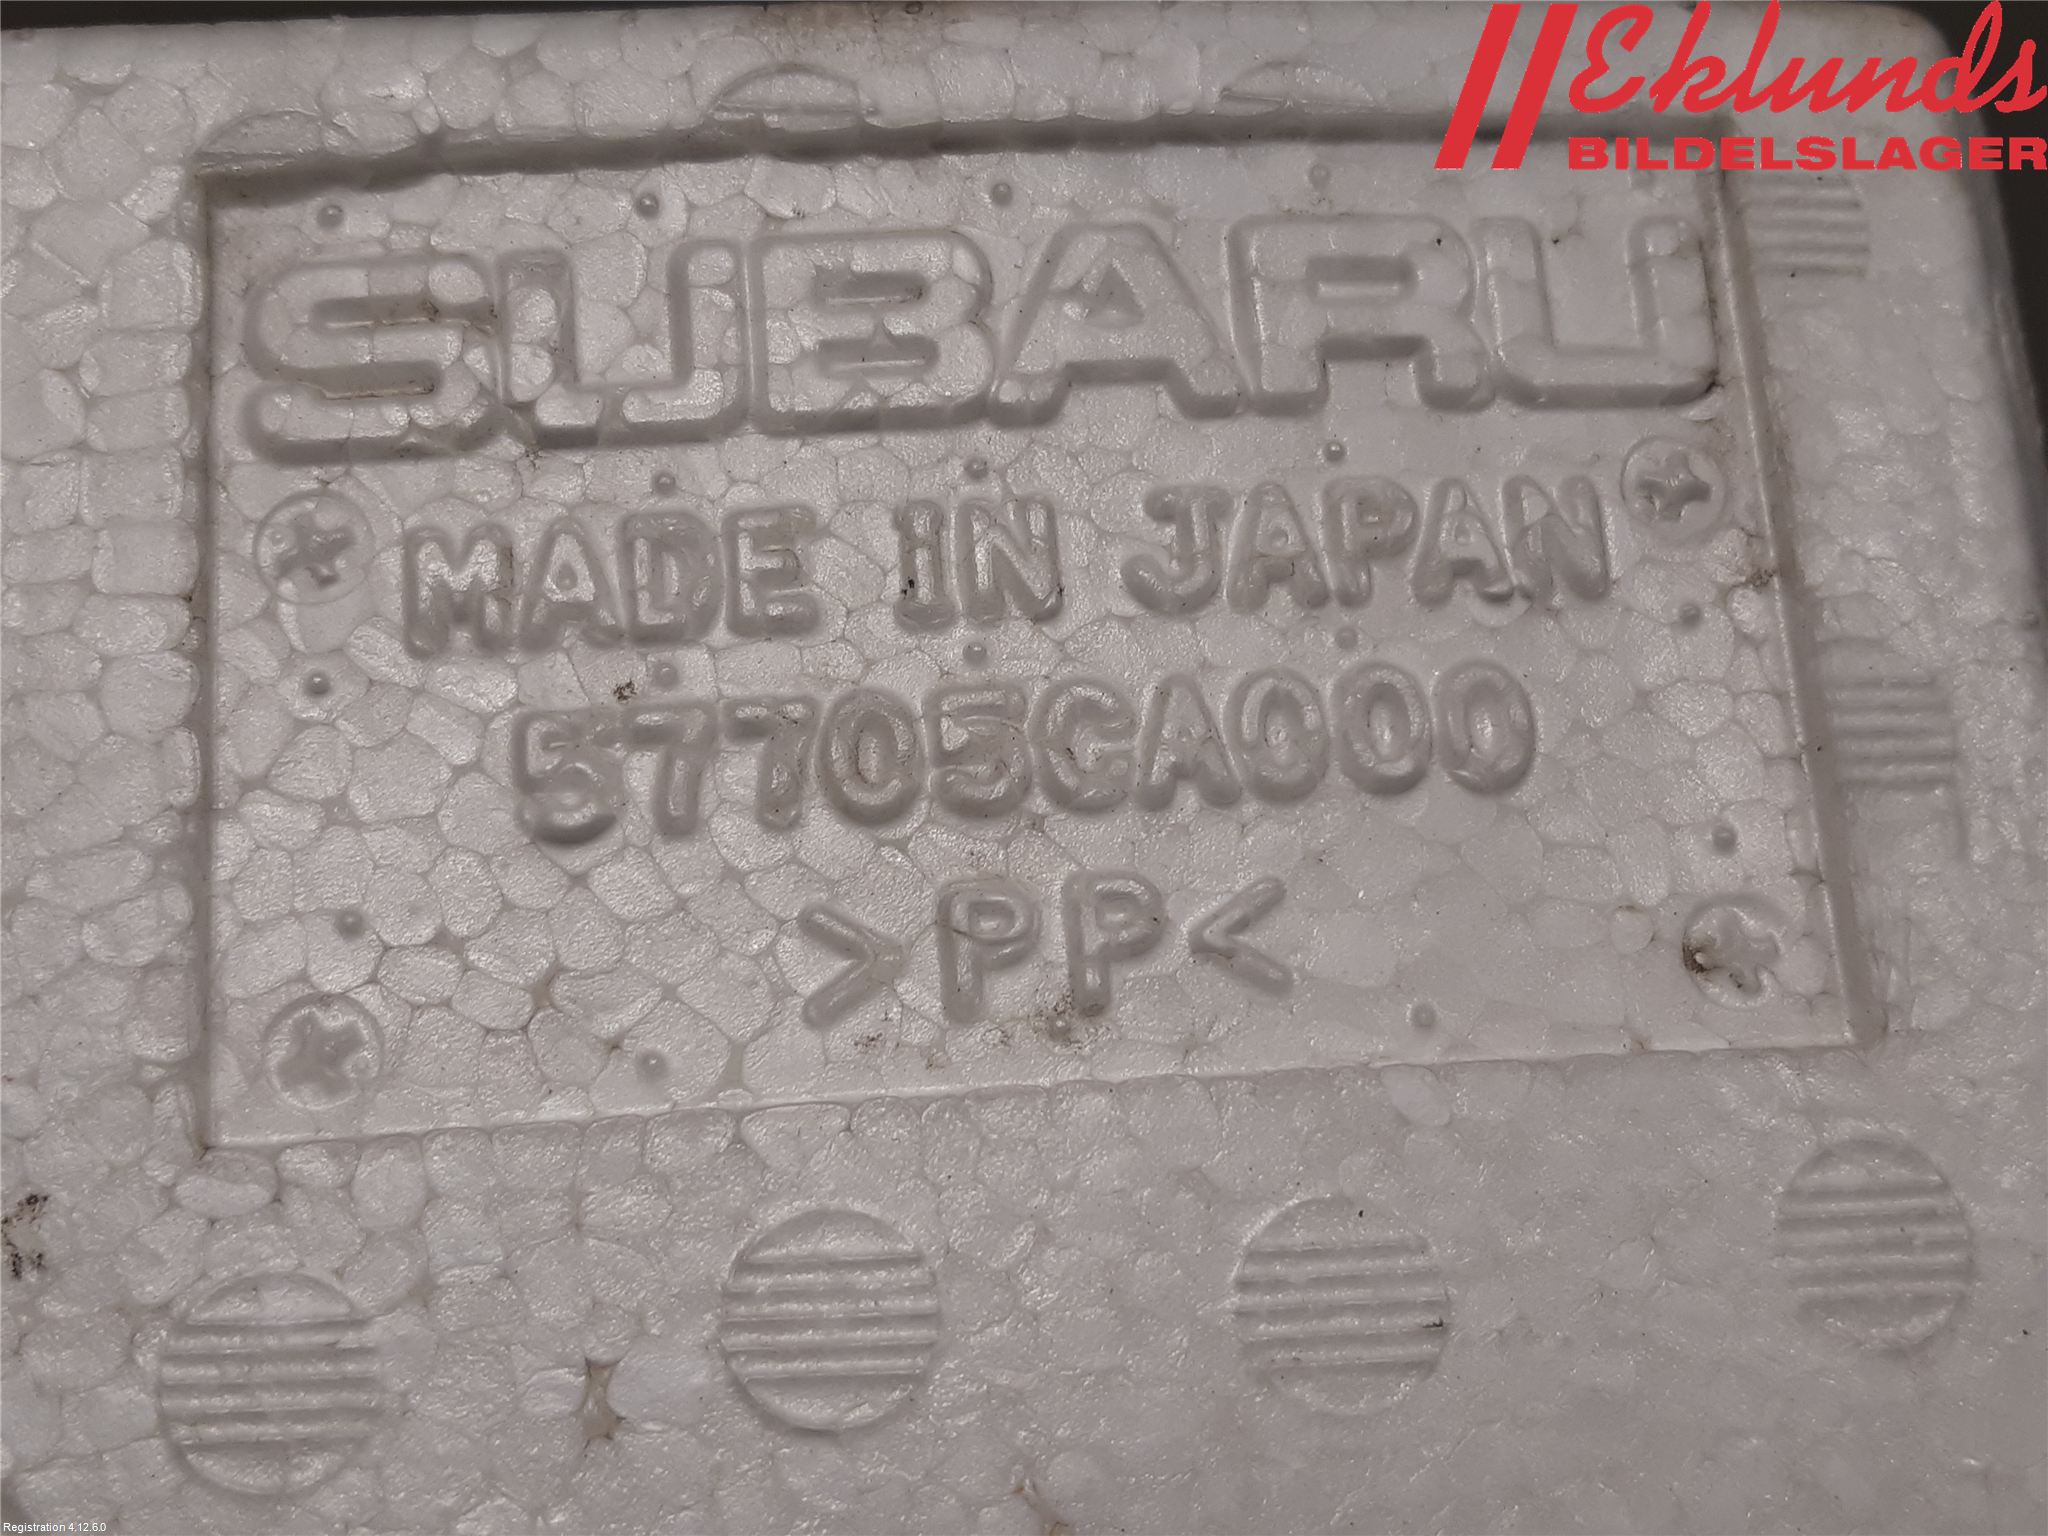 Eklunds
BILDELSLAGER
SUBARU
MADE IN JAPAN
57705CA000
>PP<
Registration 4.12.6.0